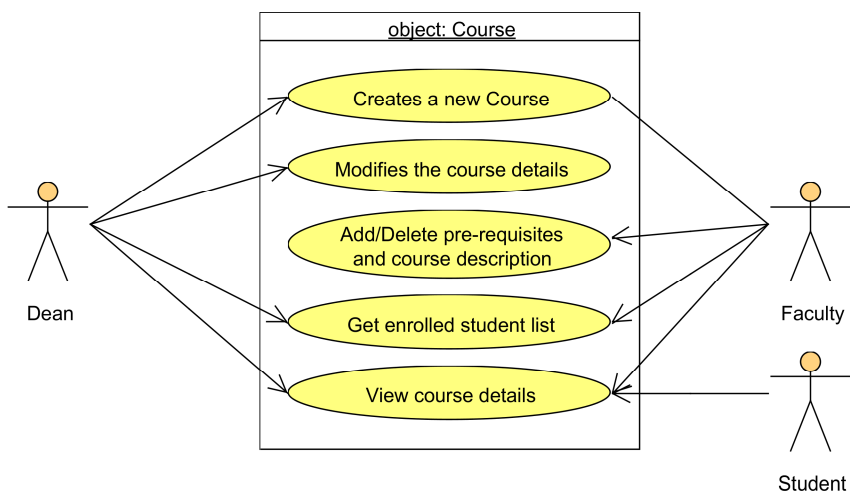 object: Course
Creates a new Course
Modifies the course details
Add/Delete pre-requisites
and course description
Get enrolled student list
View course details
Dean
Faculty
Student